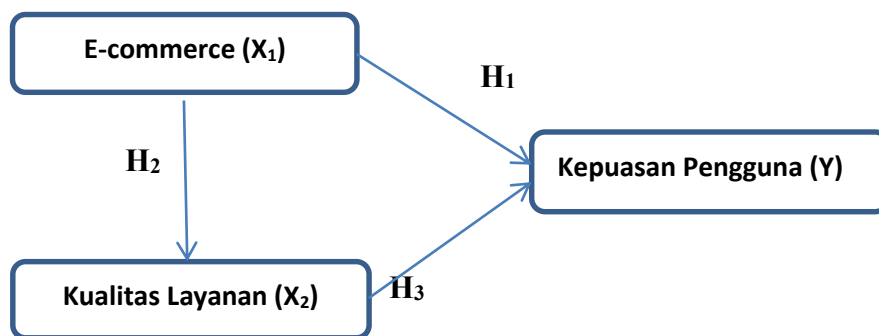 E-commerce (X₁)
H₁
H₂
Kepuasan Pengguna (Y)
Kualitas Layanan (X₂)
H₃